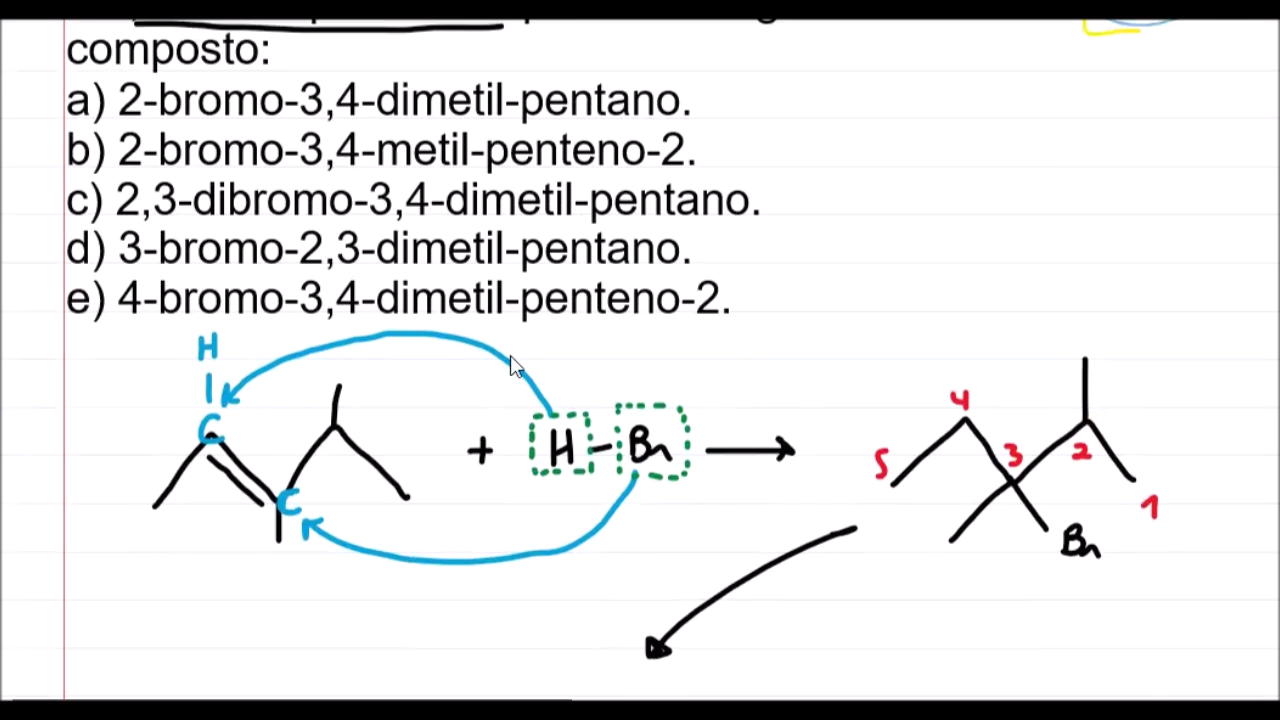 composto:
a) 2-bromo-3,4-dimetil-pentano.
b) 2-bromo-3,4-metil-penteno-2.
c) 2,3-dibromo-3,4-dimetil-pentano.
d) 3-bromo-2,3-dimetil-pentano.
e) 4-bromo-3,4-dimetil-penteno-2.
H
C
C
+ H-Br
5 4 3 2 1
Br